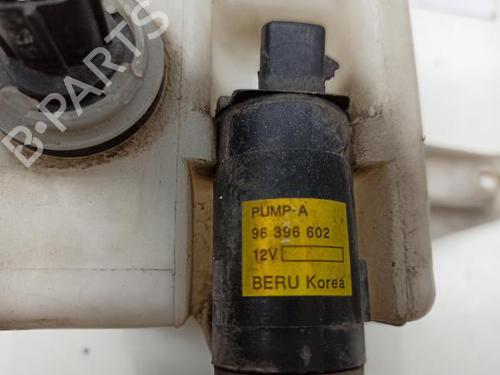 B-PARTS
PUMP-A
96 396 602
12V
BERU Korea